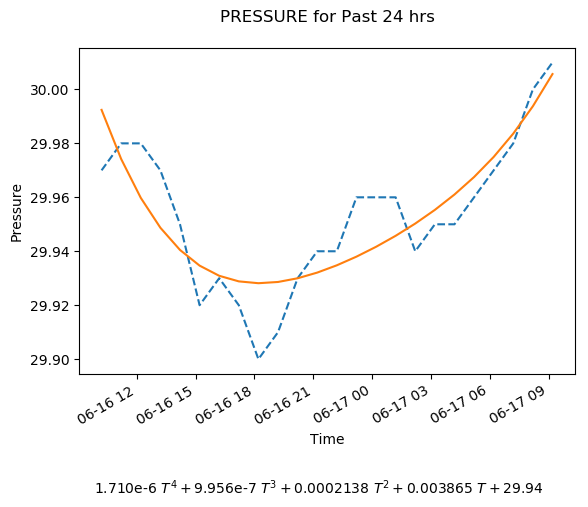 PRESSURE for Past 24 hrs
30.00
29.98
29.96
29.94
29.92
29.90
Pressure
06-16 12 06-16 15 06-16 18 06-16 21 06-17 00 06-17 03 06-17 06 06-17 09
Time
1.710e-6 T⁴ + 9.956e-7 T³ + 0.0002138 T² + 0.003865 T + 29.94